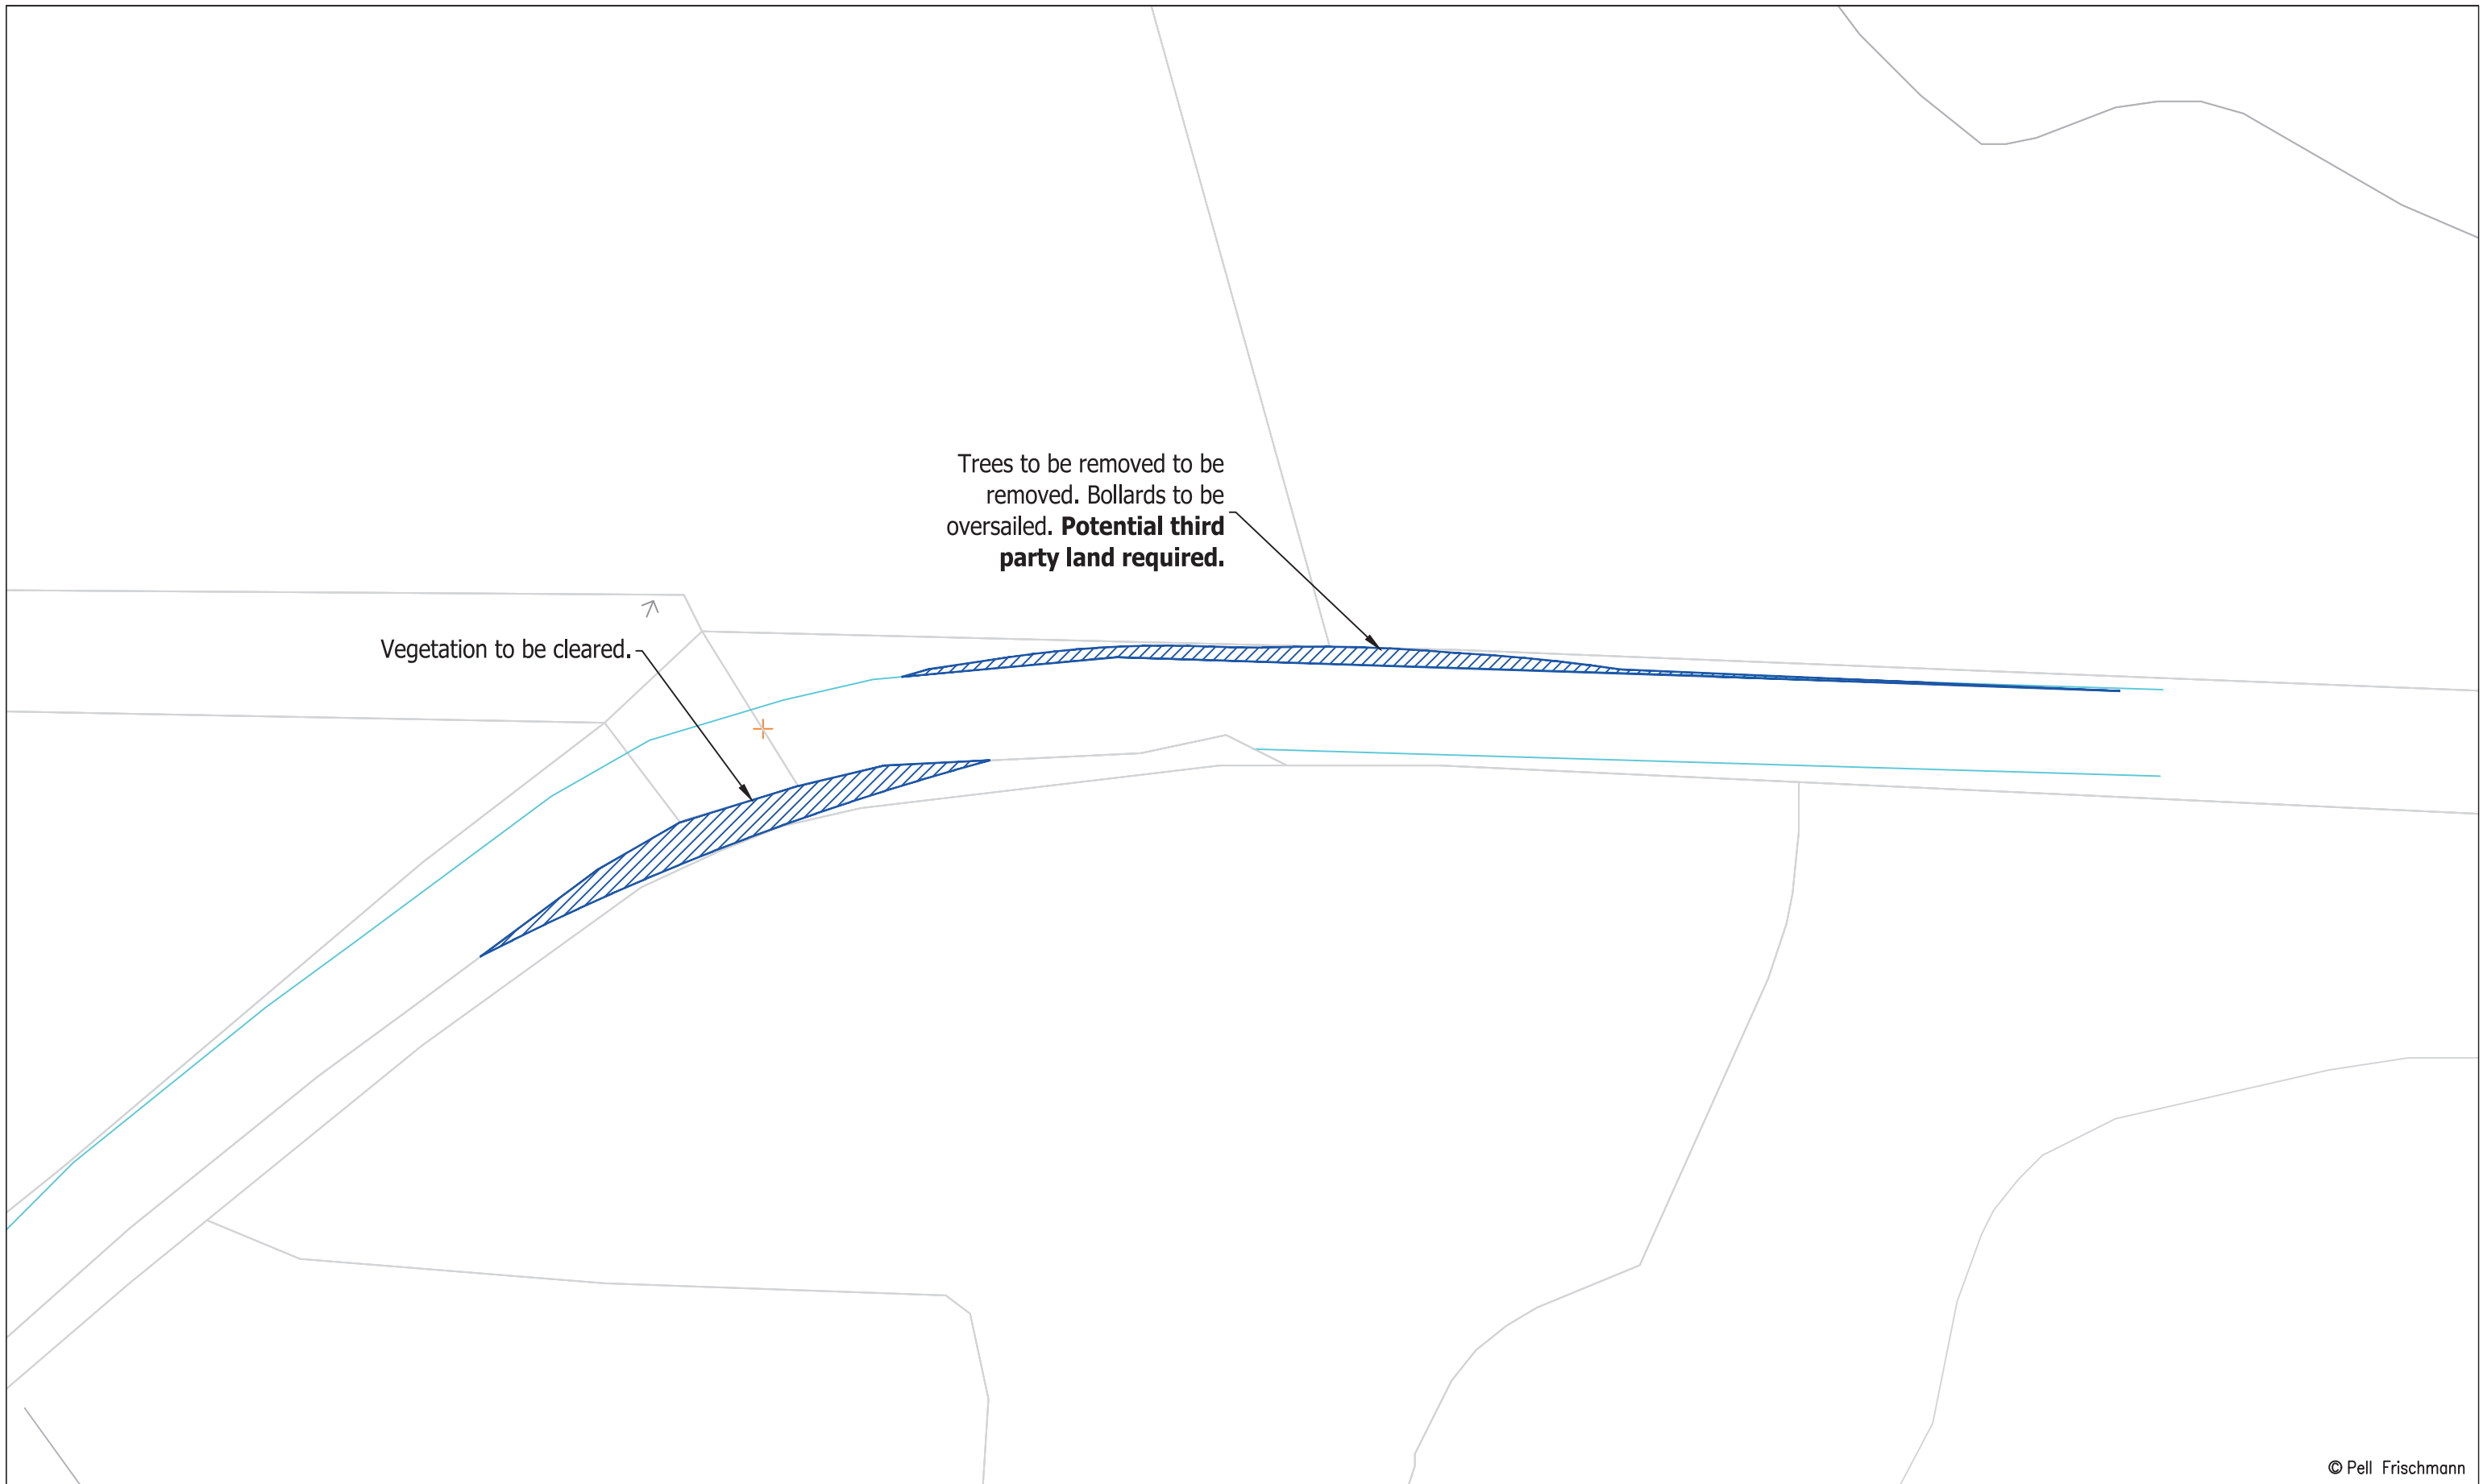 Trees to be removed to be
removed. Bollards to be
oversailed. Potential third
party land required.
Vegetation to be cleared.
© Pell Frischmann